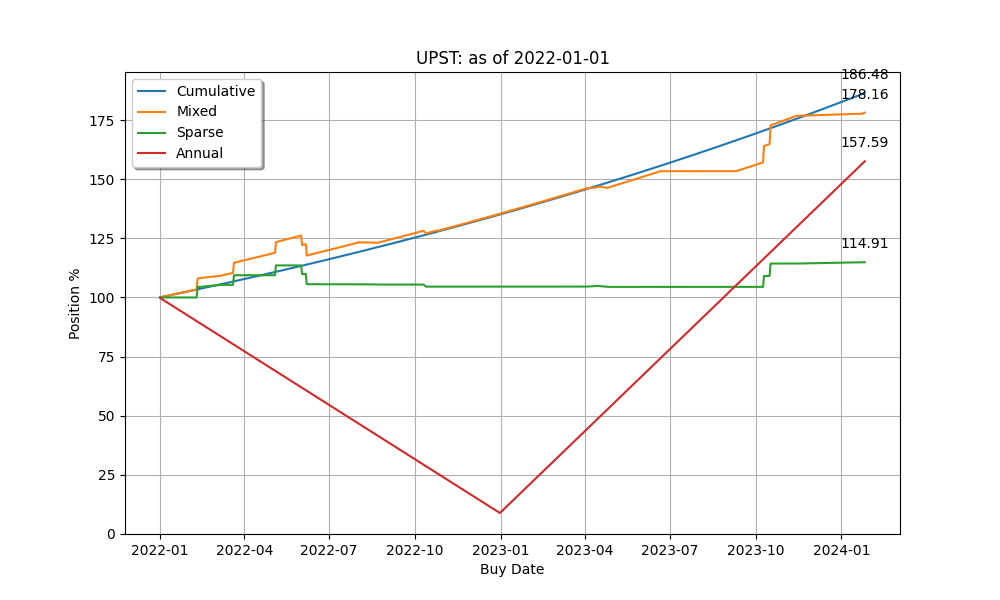 UPST: as of 2022-01-01
186.48
178.16
157.59
114.91
Cumulative
Mixed
Sparse
Annual
Position %
175
150
125
100
75
50
25
0
2022-01 2022-04 2022-07 2022-10 2023-01 2023-04 2023-07 2023-10 2024-01
Buy Date